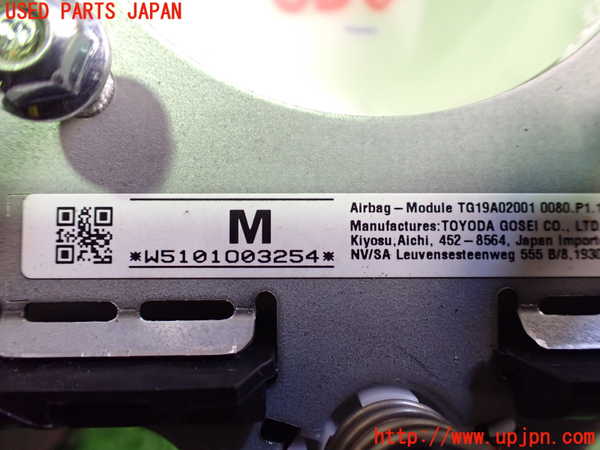 USED PARTS JAPAN
M
*W5101003254*
Airbag-Module TG19A02001 0080.P1.1
Manufactures:TOYODA GOSEI CO., LTD
Kiyosu,Aichi, 452-8564, Japan Import
NV/SA Leuvensesteenweg 555 B/8,1930
http://www.upjpn.com/